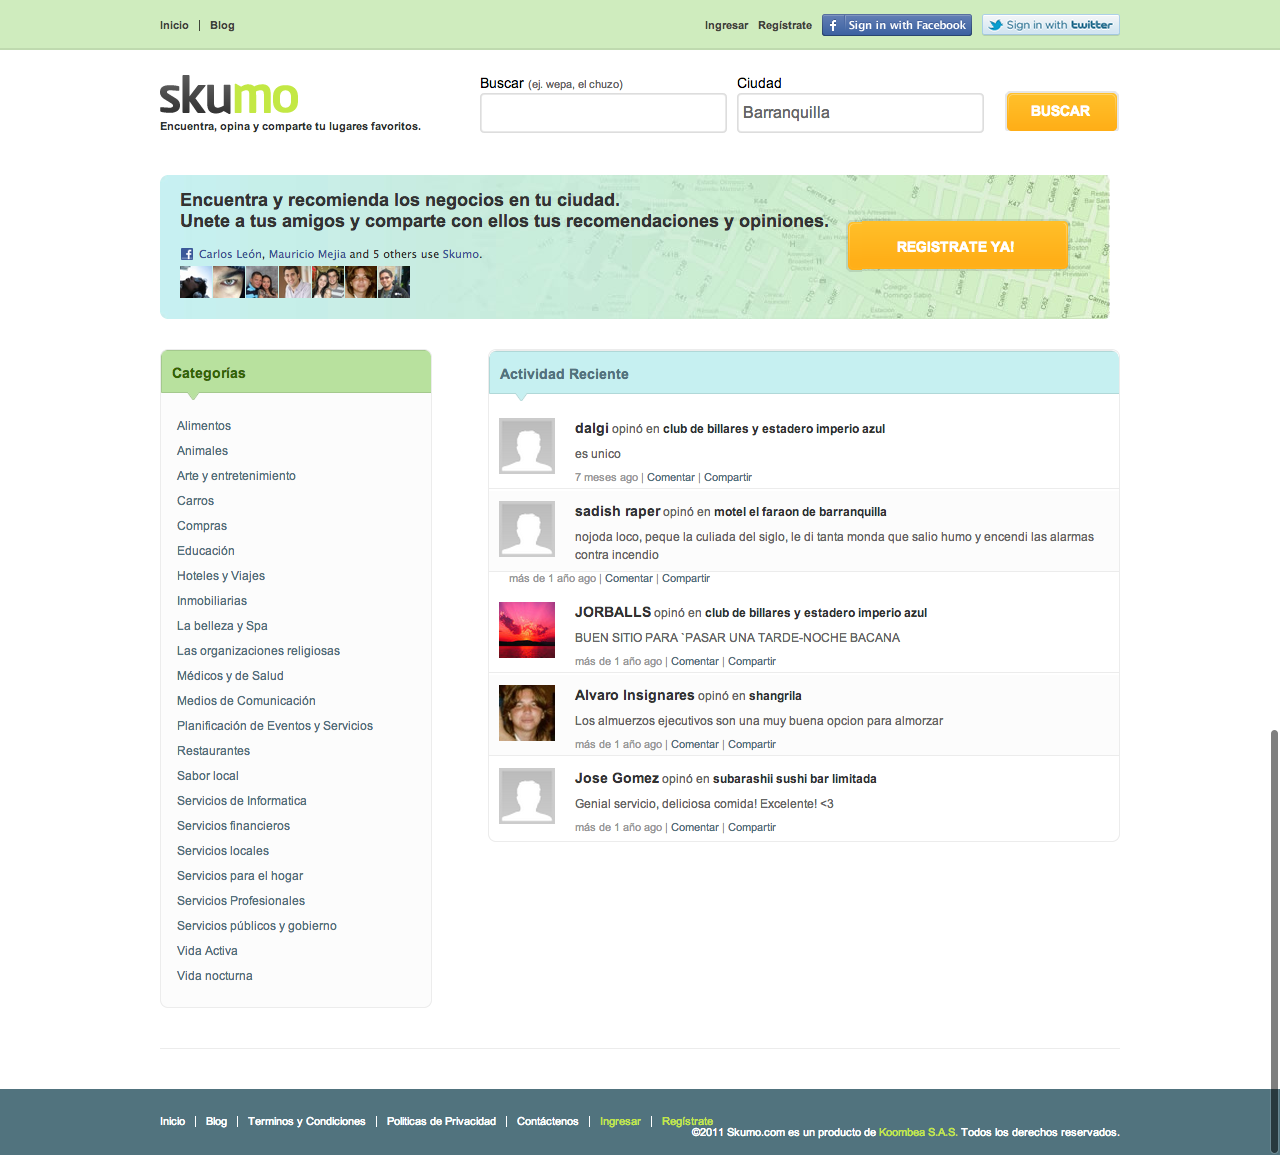 Inicio | Blog
Ingresar Regístrate Sign in with Facebook Sign in with twitter
skumo
Encuentra, opina y comparte tu lugares favoritos.
Buscar (ej. wepa, el chuzo)
Ciudad
Barranquilla
BUSCAR
Encuentra y recomienda los negocios en tu ciudad.
Unete a tus amigos y comparte con ellos tus recomendaciones y opiniones.
Carlos León, Mauricio Mejia and 5 others use Skumo.
REGISTRATE YA!
Categorías
Alimentos
Animales
Arte y entretenimiento
Carros
Compras
Educación
Hoteles y Viajes
Inmobiliarias
La belleza y Spa
Las organizaciones religiosas
Médicos y de Salud
Medios de Comunicación
Planificación de Eventos y Servicios
Restaurantes
Sabor local
Servicios de Informatica
Servicios financieros
Servicios locales
Servicios para el hogar
Servicios Profesionales
Servicios públicos y gobierno
Vida Activa
Vida nocturna
Actividad Reciente
dalgi opinó en club de billares y estadero imperio azul
es unico
7 meses ago | Comentar | Compartir
sadish raper opinó en motel el faraon de barranquilla
nojoda loco, peque la culiada del siglo, le di tanta monda que salio humo y encendi las alarmas
contra incendio
más de 1 año ago | Comentar | Compartir
JORBALLS opinó en club de billares y estadero imperio azul
BUEN SITIO PARA `PASAR UNA TARDE-NOCHE BACANA
más de 1 año ago | Comentar | Compartir
Alvaro Insignares opinó en shangrila
Los almuerzos ejecutivos son una muy buena opcion para almorzar
más de 1 año ago | Comentar | Compartir
Jose Gomez opinó en subarashii sushi bar limitada
Genial servicio, deliciosa comida! Excelente! <3
más de 1 año ago | Comentar | Compartir
Inicio | Blog | Terminos y Condiciones | Politicas de Privacidad | Contáctenos | Ingresar | Regístrate
©2011 Skumo.com es un producto de Koombea S.A.S. Todos los derechos reservados.